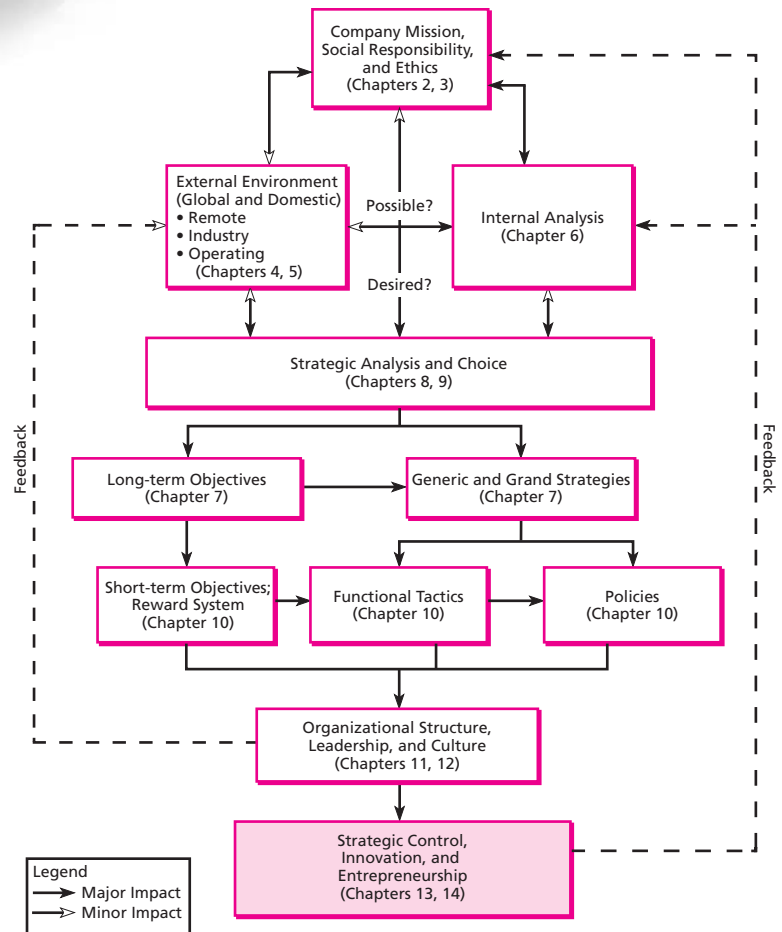 Company Mission,
Social Responsibility,
and Ethics
(Chapters 2, 3)
External Environment
(Global and Domestic)
• Remote
• Industry
• Operating
(Chapters 4, 5)
Possible?
Desired?
Internal Analysis
(Chapter 6)
Strategic Analysis and Choice
(Chapters 8, 9)
Feedback
Feedback
Long-term Objectives
(Chapter 7)
Generic and Grand Strategies
(Chapter 7)
Short-term Objectives;
Reward System
(Chapter 10)
Functional Tactics
(Chapter 10)
Policies
(Chapter 10)
Organizational Structure,
Leadership, and Culture
(Chapters 11, 12)
Strategic Control,
Innovation, and
Entrepreneurship
(Chapters 13, 14)
Legend
Major Impact
Minor Impact